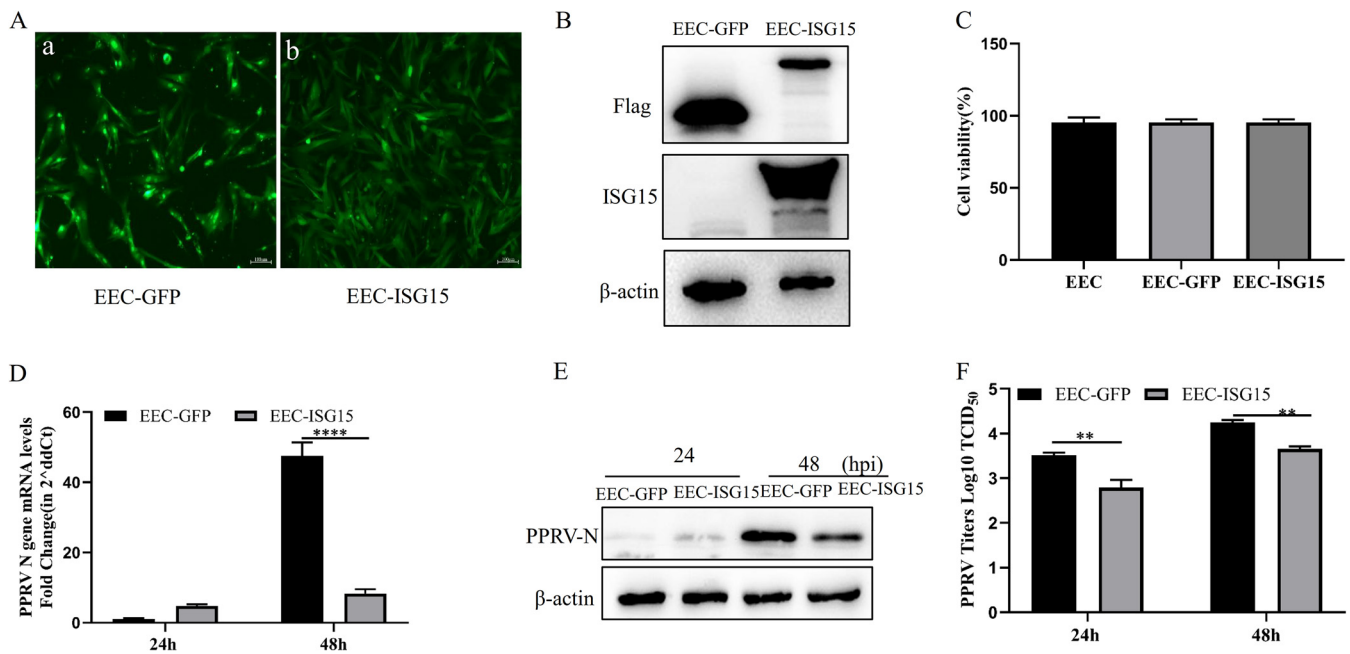 A
a
b
100um
100um
EEC-GFP
EEC-ISG15
B
EEC-GFP EEC-ISG15
Flag
ISG15
β-actin
C
Cell viability(%)
150
100
50
0
EEC
EEC-GFP
EEC-ISG15
D
PPRV N gene mRNA levels
Fold Change(in 2^ddCt)
EEC-GFP
EEC-ISG15
60
40
20
0
****
24h
48h
E
24
48 (hpi)
EEC-GFP EEC-ISG15 EEC-GFP EEC-ISG15
PPRV-N
β-actin
F
PPRV Titers Log10 TCID50
EEC-GFP
EEC-ISG15
5
4
3
2
1
0
**
**
24h
48h